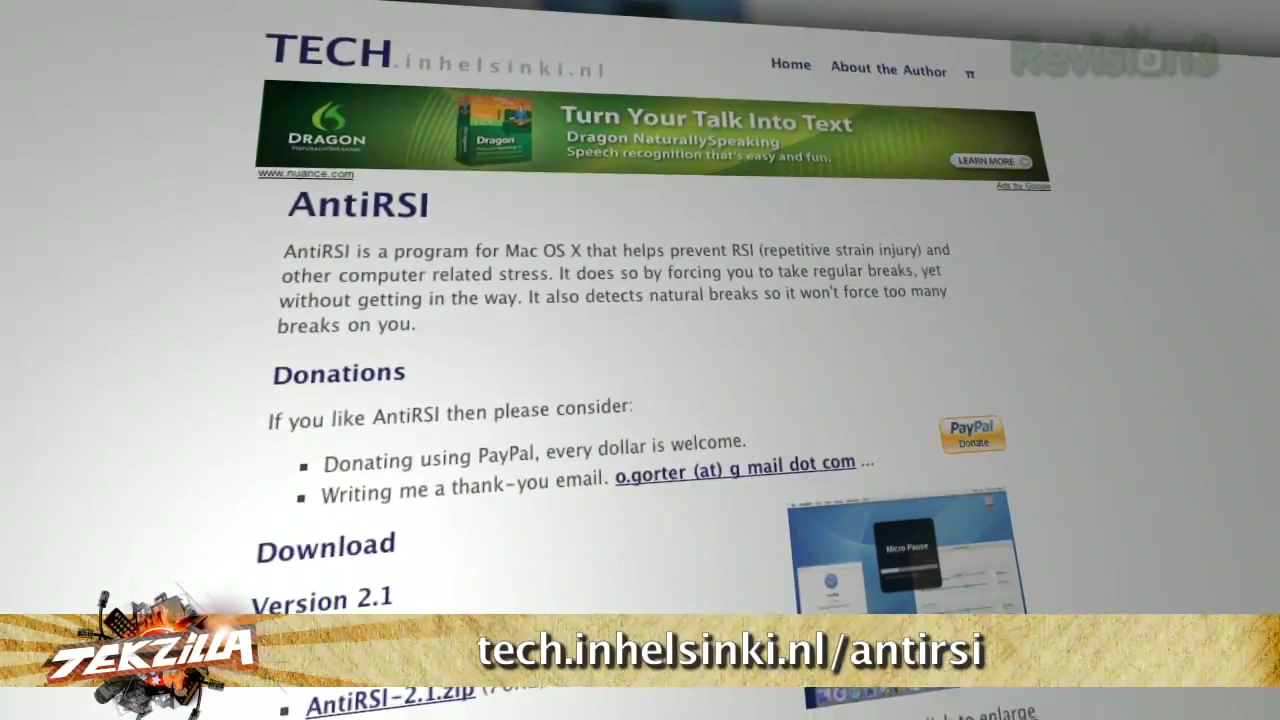 TECH.inhelsinki.nl
Home About the Author π
Revision3
DRAGON
NATURALLYSPEAKING
Dragon
Turn Your Talk Into Text
Dragon NaturallySpeaking
Speech recognition that's easy and fun.
LEARN MORE
www.nuance.com
Ads by Google
AntiRSI
AntiRSI is a program for Mac OS X that helps prevent RSI (repetitive strain injury) and
other computer related stress. It does so by forcing you to take regular breaks, yet
without getting in the way. It also detects natural breaks so it won't force too many
breaks on you.
Donations
If you like AntiRSI then please consider:
▪ Donating using PayPal, every dollar is welcome.
▪ Writing me a thank-you email. o.gorter (at) g mail dot com ...
PayPal
Donate
Download
Micro Pause
Version 2.1
TEKZILLA
tech.inhelsinki.nl/antirsi
▪ AntiRSI-2.1.zip
to enlarge